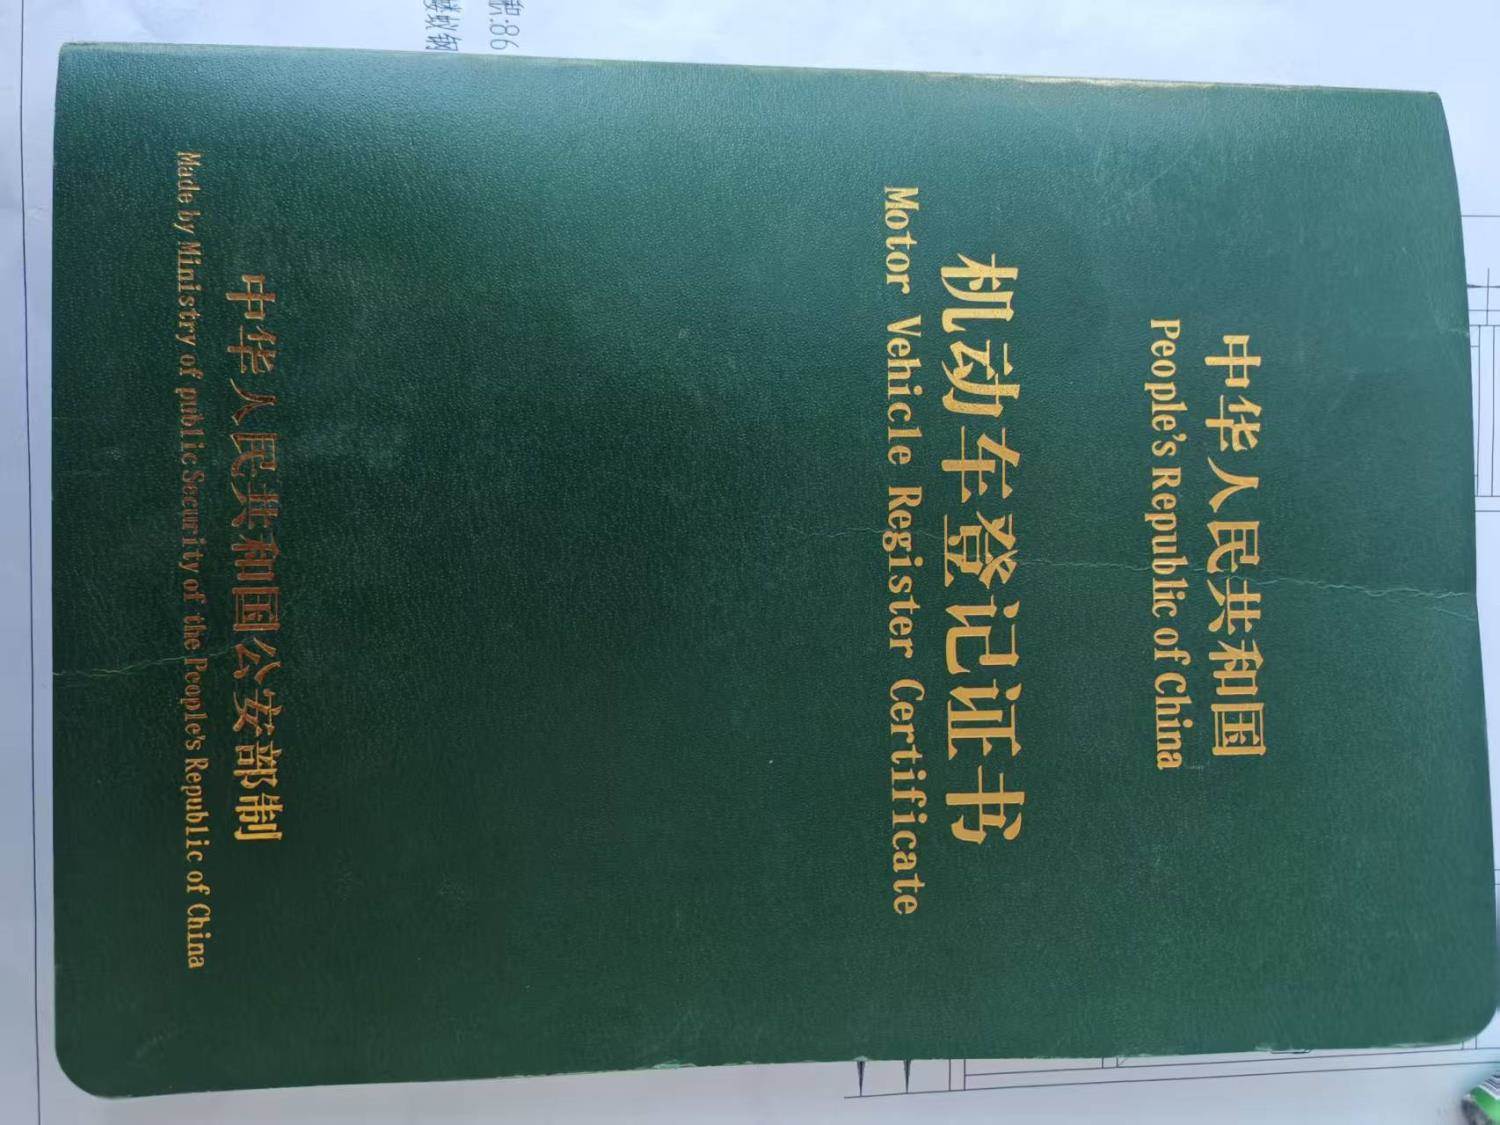 中华人民共和国
People's Republic of China
机动车登记证书
Motor Vehicle Register Certificate
中华人民共和国公安部制
Made by Ministry of public Security of the People's Republic of China
积:86